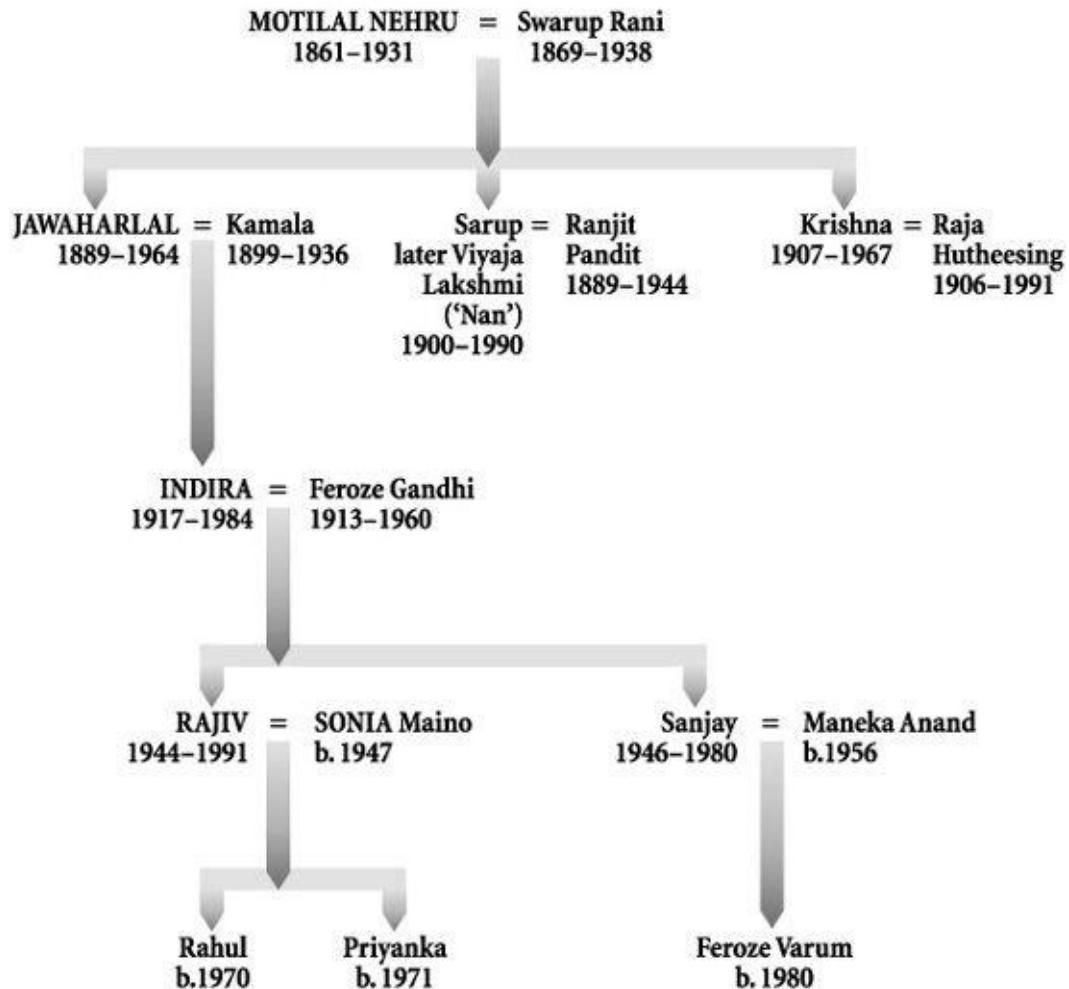 MOTILAL NEHRU = Swarup Rani
1861–1931 1869–1938
JAWAHARLAL = Kamala
1889–1964 1899–1936
Sarup = Ranjit
later Viyaja Pandit
Lakshmi 1889–1944
(‘Nan’)
1900–1990
Krishna = Raja
1907–1967 Hutheesing
1906–1991
INDIRA = Feroze Gandhi
1917–1984 1913–1960
RAJIV = SONIA Maino
1944–1991 b. 1947
Sanjay = Maneka Anand
1946–1980 b.1956
Rahul
b.1970
Priyanka
b.1971
Feroze Varum
b. 1980